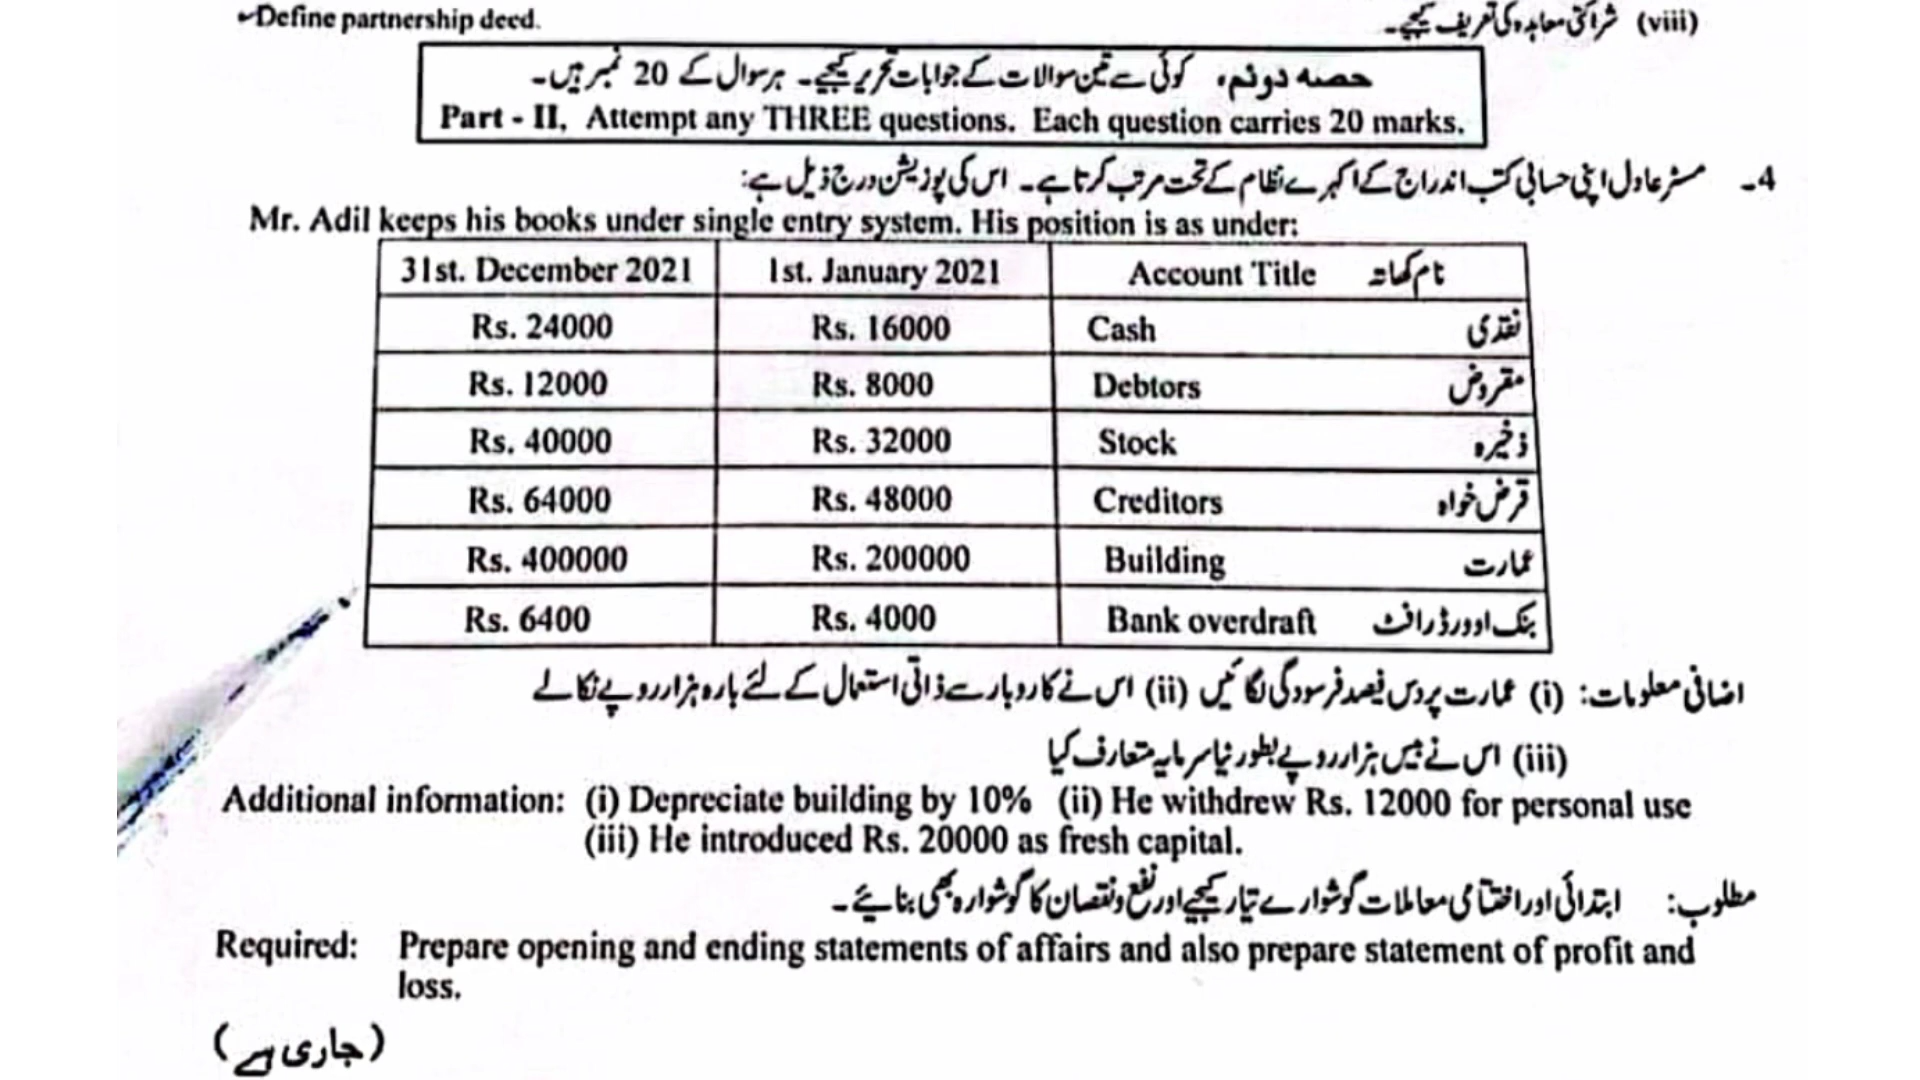 Define partnership deed. (viii) شراکتی معاہدہ کی تعریف کیجیے۔
حصہ دوئم، کوئی سے تین سوالات کے جوابات تحریر کیجیے۔ ہر سوال کے 20 نمبر ہیں۔
Part - II, Attempt any THREE questions. Each question carries 20 marks.
4۔ مسٹر عادل اپنی حسابی کتب اندراج کے اکہرے نظام کے تحت مرتب کرتا ہے۔ اس کی پوزیشن درج ذیل ہے:
Mr. Adil keeps his books under single entry system. His position is as under:
31st. December 2021 1st. January 2021 Account Title نام کھاتہ
Rs. 24000 Rs. 16000 Cash نقدی
Rs. 12000 Rs. 8000 Debtors مقروض
Rs. 40000 Rs. 32000 Stock ذخیرہ
Rs. 64000 Rs. 48000 Creditors قرض خواہ
Rs. 400000 Rs. 200000 Building عمارت
Rs. 6400 Rs. 4000 Bank overdraft بنک اوورڈرافٹ
اضافی معلومات: (i) عمارت پر دس فیصد فرسودگی لگائیں (ii) اس نے کاروبار سے ذاتی استعمال کے لئے بارہ ہزار روپے نکالے
(iii) اس نے بیس ہزار روپے بطور نیا سرمایہ متعارف کیا
Additional information: (i) Depreciate building by 10% (ii) He withdrew Rs. 12000 for personal use
(iii) He introduced Rs. 20000 as fresh capital.
مطلوب: ابتدائی اور اختتامی معاملات گوشوارے تیار کیجیے اور نفع و نقصان کا گوشوارہ بھی بنائیے۔
Required: Prepare opening and ending statements of affairs and also prepare statement of profit and
loss.
(جاری ہے)